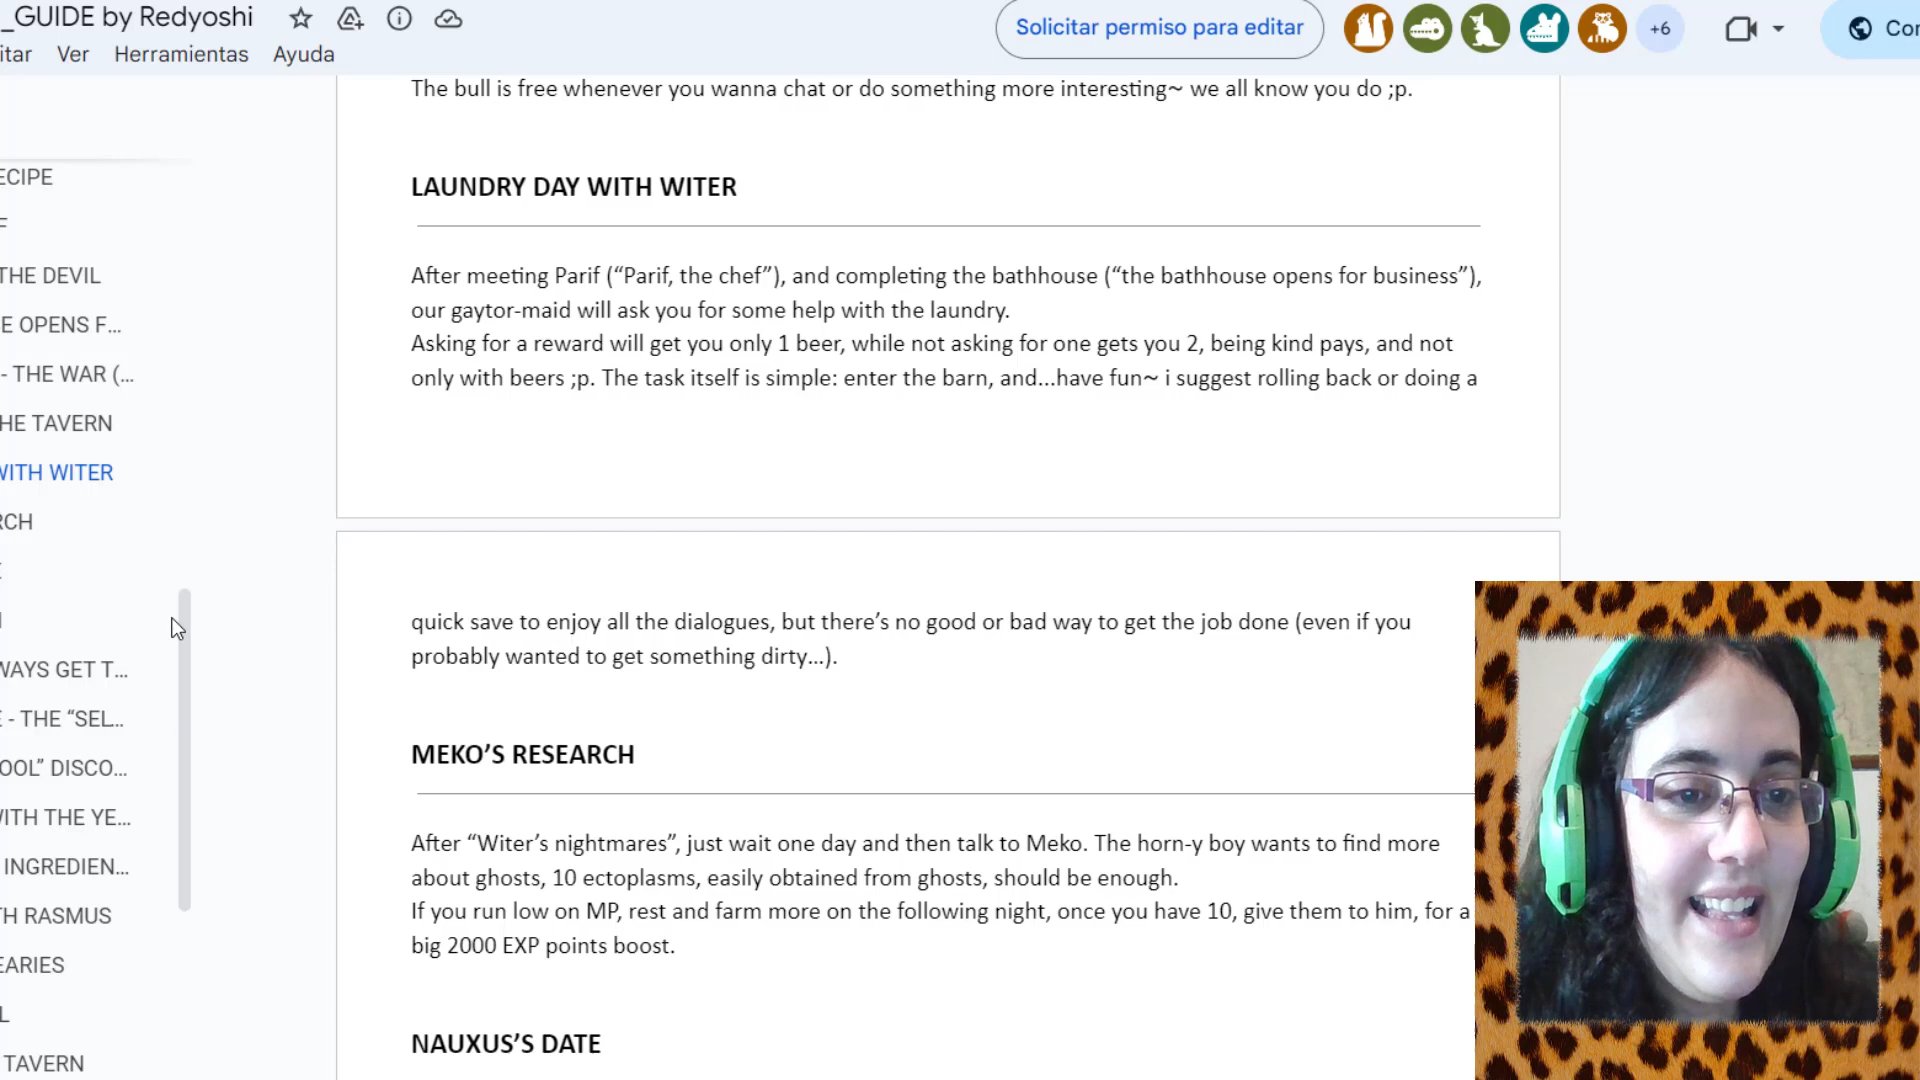 _GUIDE by Redyoshi
Solicitar permiso para editar
+6
itar Ver Herramientas Ayuda
The bull is free whenever you wanna chat or do something more interesting~ we all know you do ;p.
LAUNDRY DAY WITH WITER
After meeting Parif (“Parif, the chef”), and completing the bathhouse (“the bathhouse opens for business”),
our gaytor-maid will ask you for some help with the laundry.
Asking for a reward will get you only 1 beer, while not asking for one gets you 2, being kind pays, and not
only with beers ;p. The task itself is simple: enter the barn, and...have fun~ i suggest rolling back or doing a
quick save to enjoy all the dialogues, but there’s no good or bad way to get the job done (even if you
probably wanted to get something dirty...).
MEKO’S RESEARCH
After “Witer’s nightmares”, just wait one day and then talk to Meko. The horn-y boy wants to find more
about ghosts, 10 ectoplasms, easily obtained from ghosts, should be enough.
If you run low on MP, rest and farm more on the following night, once you have 10, give them to him, for a
big 2000 EXP points boost.
NAUXUS’S DATE
ECIPE
THE DEVIL
E OPENS F...
- THE WAR (...
HE TAVERN
WITH WITER
RCH
WAYS GET T...
E - THE “SEL...
OOL” DISCO...
WITH THE YE...
INGREDIEN...
TH RASMUS
EARIES
L
TAVERN